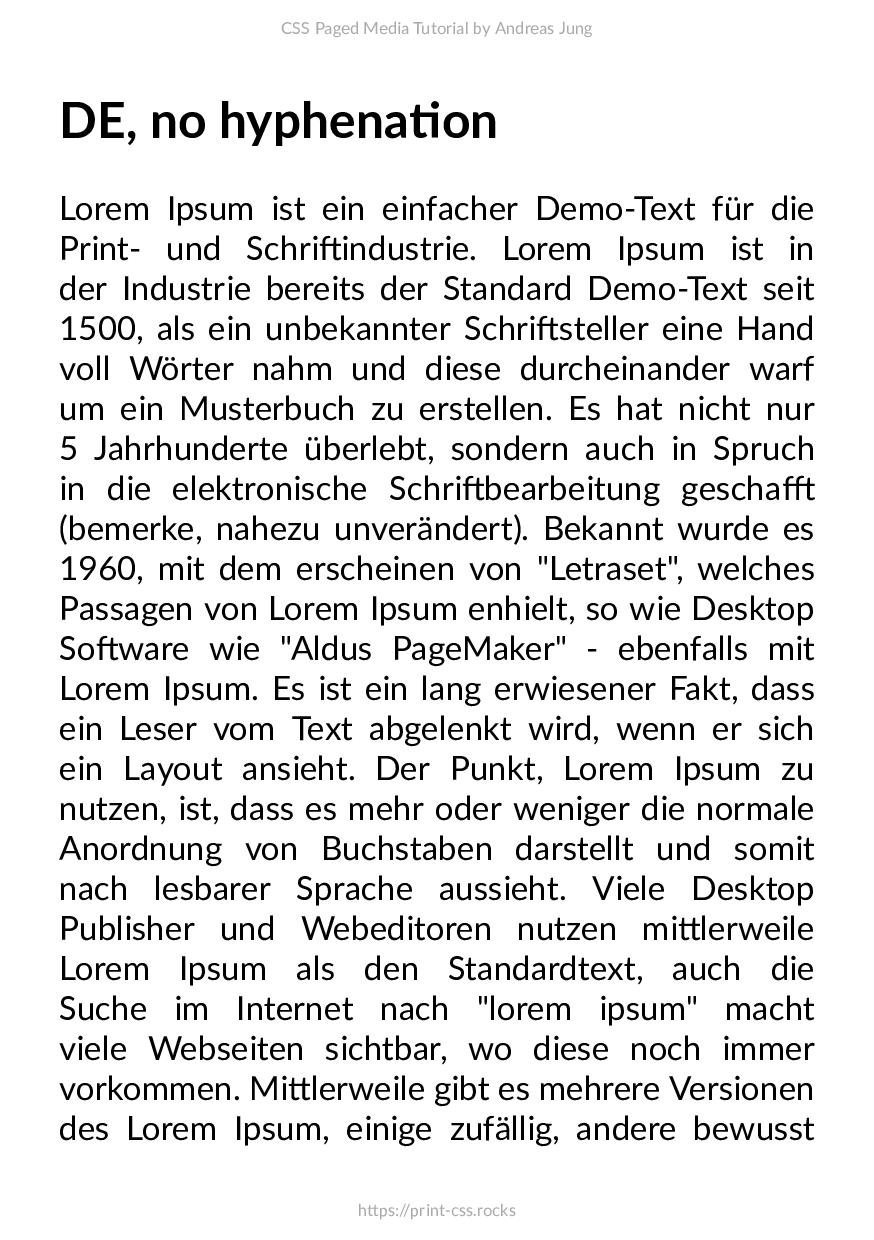 CSS Paged Media Tutorial by Andreas Jung
DE, no hyphenation
Lorem Ipsum ist ein einfacher Demo-Text für die
Print- und Schriftindustrie. Lorem Ipsum ist in
der Industrie bereits der Standard Demo-Text seit
1500, als ein unbekannter Schriftsteller eine Hand
voll Wörter nahm und diese durcheinander warf
um ein Musterbuch zu erstellen. Es hat nicht nur
5 Jahrhunderte überlebt, sondern auch in Spruch
in die elektronische Schriftbearbeitung geschafft
(bemerke, nahezu unverändert). Bekannt wurde es
1960, mit dem erscheinen von "Letraset", welches
Passagen von Lorem Ipsum enhielt, so wie Desktop
Software wie "Aldus PageMaker" - ebenfalls mit
Lorem Ipsum. Es ist ein lang erwiesener Fakt, dass
ein Leser vom Text abgelenkt wird, wenn er sich
ein Layout ansieht. Der Punkt, Lorem Ipsum zu
nutzen, ist, dass es mehr oder weniger die normale
Anordnung von Buchstaben darstellt und somit
nach lesbarer Sprache aussieht. Viele Desktop
Publisher und Webeditoren nutzen mittlerweile
Lorem Ipsum als den Standardtext, auch die
Suche im Internet nach "lorem ipsum" macht
viele Webseiten sichtbar, wo diese noch immer
vorkommen. Mittlerweile gibt es mehrere Versionen
des Lorem Ipsum, einige zufällig, andere bewusst
https://print-css.rocks